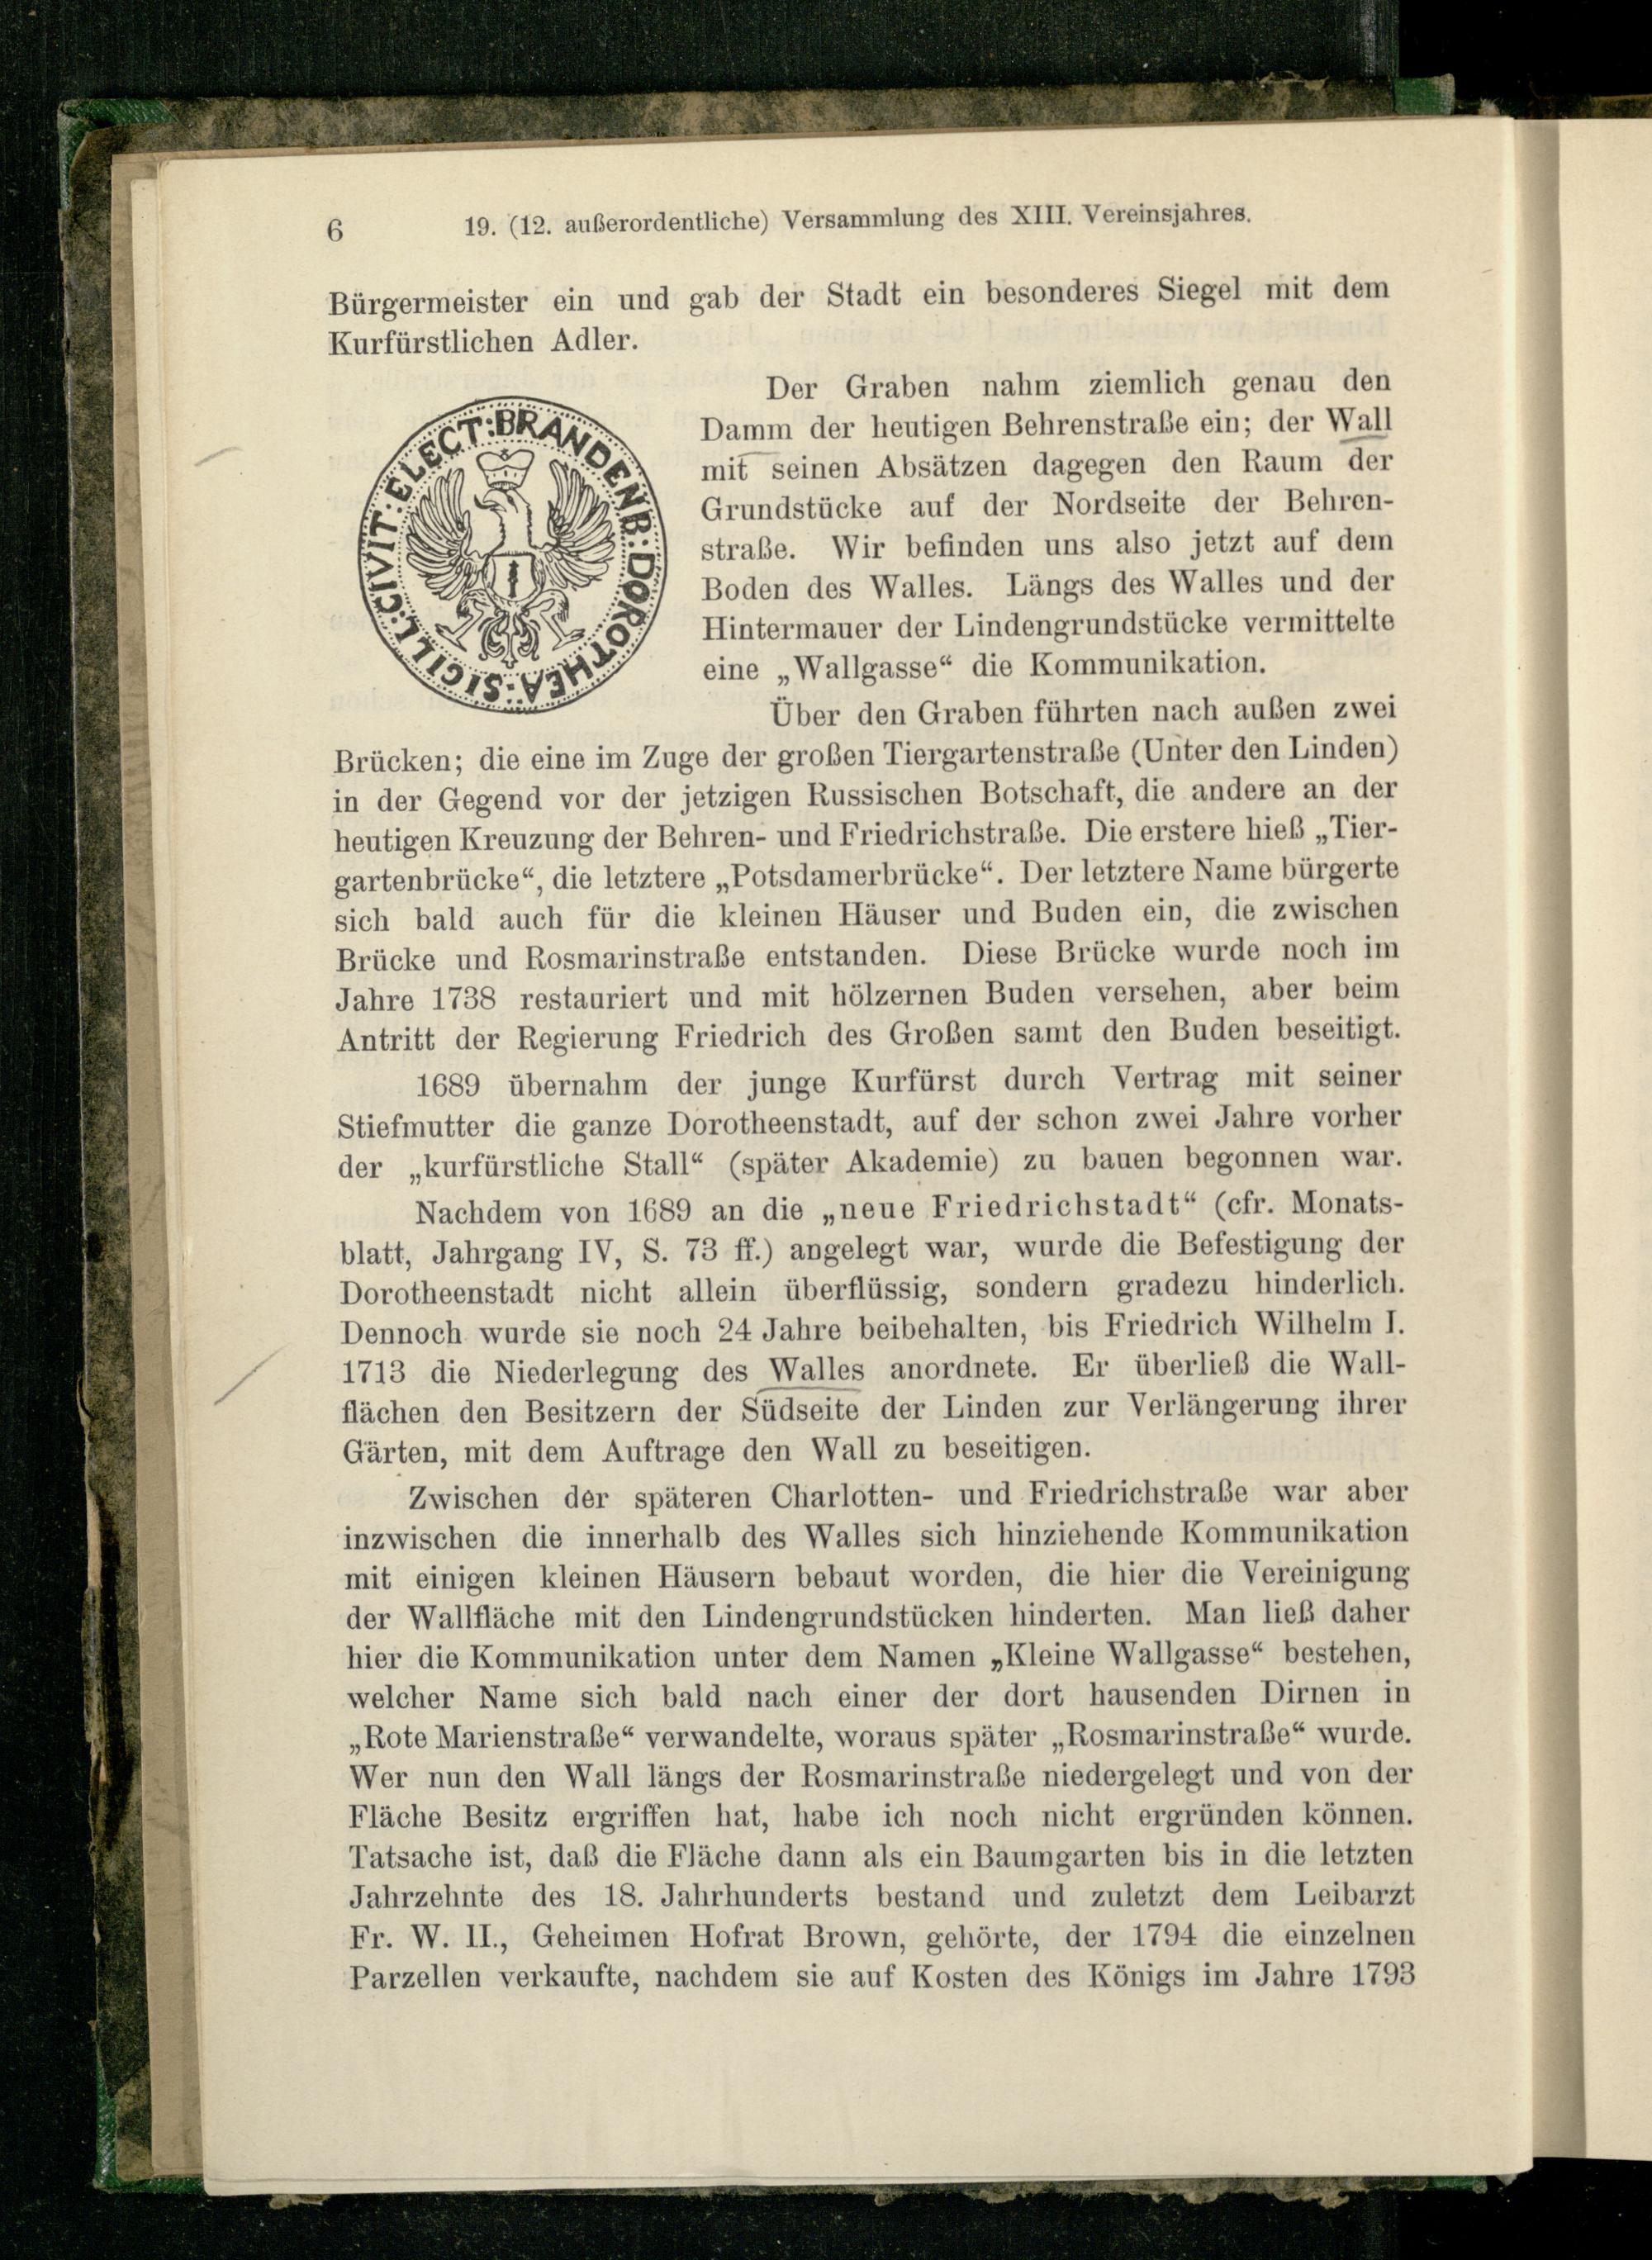 6 19. (12. außerordentliche) Versammlung des XIII. Vereinsjahres.
Bürgermeister ein und gab der Stadt ein besonderes Siegel mit dem
Kurfürstlichen Adler.
SIGILL:CIVIT:ELECT:BRANDENB:DOROTHEA:
Der Graben nahm ziemlich genau den
Damm der heutigen Behrenstraße ein; der Wall
mit seinen Absätzen dagegen den Raum der
Grundstücke auf der Nordseite der Behren-
straße. Wir befinden uns also jetzt auf dem
Boden des Walles. Längs des Walles und der
Hintermauer der Lindengrundstücke vermittelte
eine „Wallgasse“ die Kommunikation.
Über den Graben führten nach außen zwei
Brücken; die eine im Zuge der großen Tiergartenstraße (Unter den Linden)
in der Gegend vor der jetzigen Russischen Botschaft, die andere an der
heutigen Kreuzung der Behren- und Friedrichstraße. Die erstere hieß „Tier-
gartenbrücke“, die letztere „Potsdamerbrücke“. Der letztere Name bürgerte
sich bald auch für die kleinen Häuser und Buden ein, die zwischen
Brücke und Rosmarinstraße entstanden. Diese Brücke wurde noch im
Jahre 1738 restauriert und mit hölzernen Buden versehen, aber beim
Antritt der Regierung Friedrich des Großen samt den Buden beseitigt.
1689 übernahm der junge Kurfürst durch Vertrag mit seiner
Stiefmutter die ganze Dorotheenstadt, auf der schon zwei Jahre vorher
der „kurfürstliche Stall“ (später Akademie) zu bauen begonnen war.
Nachdem von 1689 an die „neue Friedrichstadt“ (cfr. Monats-
blatt, Jahrgang IV, S. 73 ff.) angelegt war, wurde die Befestigung der
Dorotheenstadt nicht allein überflüssig, sondern gradezu hinderlich.
Dennoch wurde sie noch 24 Jahre beibehalten, bis Friedrich Wilhelm I.
1713 die Niederlegung des Walles anordnete. Er überließ die Wall-
flächen den Besitzern der Südseite der Linden zur Verlängerung ihrer
Gärten, mit dem Auftrage den Wall zu beseitigen.
Zwischen der späteren Charlotten- und Friedrichstraße war aber
inzwischen die innerhalb des Walles sich hinziehende Kommunikation
mit einigen kleinen Häusern bebaut worden, die hier die Vereinigung
der Wallfläche mit den Lindengrundstücken hinderten. Man ließ daher
hier die Kommunikation unter dem Namen „Kleine Wallgasse“ bestehen,
welcher Name sich bald nach einer der dort hausenden Dirnen in
„Rote Marienstraße“ verwandelte, woraus später „Rosmarinstraße“ wurde.
Wer nun den Wall längs der Rosmarinstraße niedergelegt und von der
Fläche Besitz ergriffen hat, habe ich noch nicht ergründen können.
Tatsache ist, daß die Fläche dann als ein Baumgarten bis in die letzten
Jahrzehnte des 18. Jahrhunderts bestand und zuletzt dem Leibarzt
Fr. W. II., Geheimen Hofrat Brown, gehörte, der 1794 die einzelnen
Parzellen verkaufte, nachdem sie auf Kosten des Königs im Jahre 1793